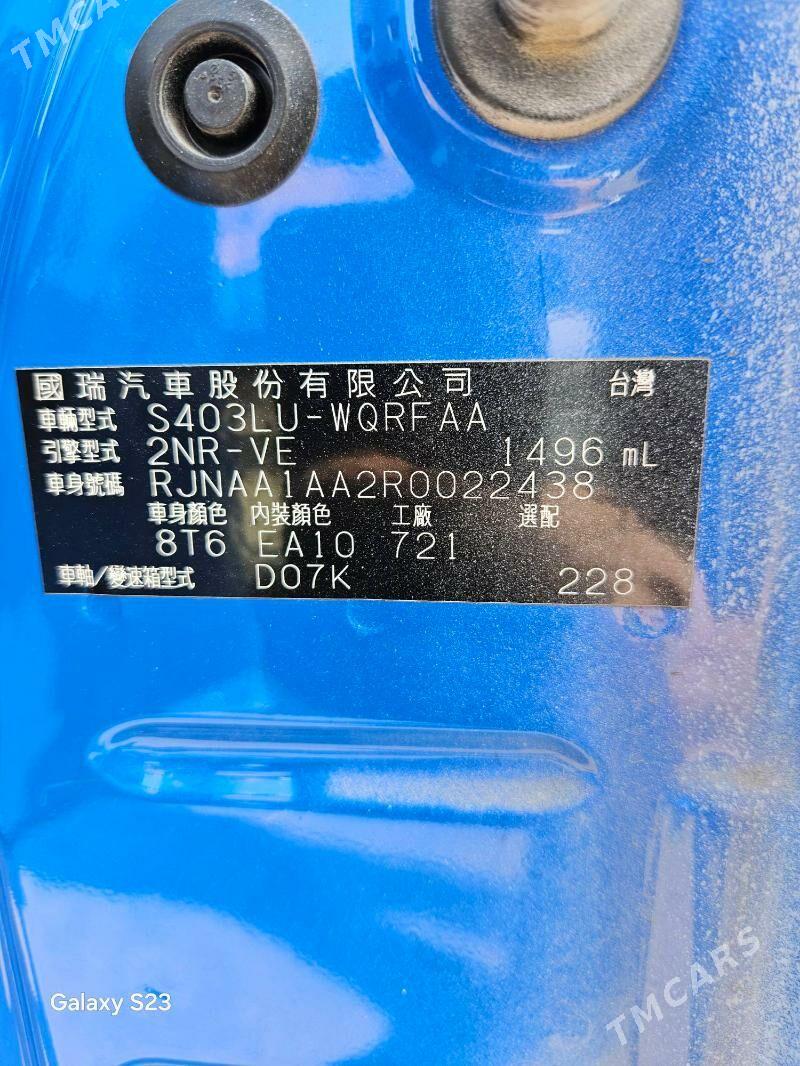 TMCARS
國瑞汽車股份有限公司 台灣
車輛型式 S403LU-WQRFAA
引擎型式 2NR-VE 1496 mL
車身號碼 RJNAA1AA2R0022438
車身顏色 內裝顏色 工廠 選配
8T6 EA10 721
車軸/變速箱型式 D07K 228
Galaxy S23
TMCARS